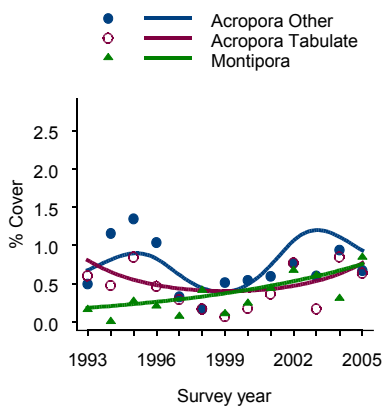 Acropora Other
Acropora Tabulate
Montipora
% Cover
2.5
2.0
1.5
1.0
0.5
0.0
1993 1996 1999 2002 2005
Survey year